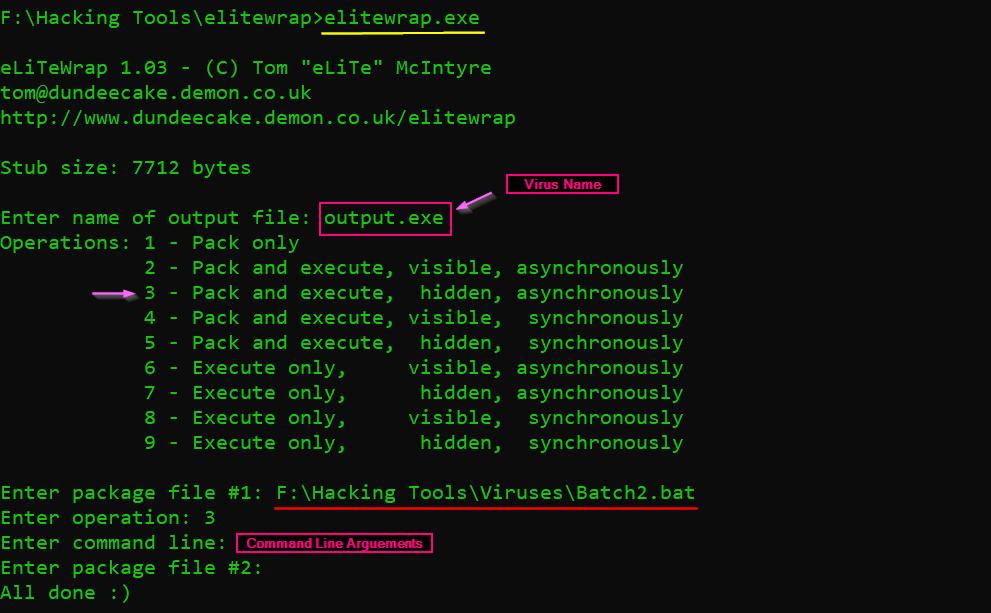 F:\Hacking Tools\elitewrap>elitewrap.exe
eLiTeWrap 1.03 - (C) Tom "eLiTe" McIntyre
tom@dundeecake.demon.co.uk
http://www.dundeecake.demon.co.uk/elitewrap
Stub size: 7712 bytes
Virus Name
Enter name of output file: output.exe
Operations: 1 - Pack only
2 - Pack and execute, visible, asynchronously
3 - Pack and execute, hidden, asynchronously
4 - Pack and execute, visible, synchronously
5 - Pack and execute, hidden, synchronously
6 - Execute only, visible, asynchronously
7 - Execute only, hidden, asynchronously
8 - Execute only, visible, synchronously
9 - Execute only, hidden, synchronously
Enter package file #1: F:\Hacking Tools\Viruses\Batch2.bat
Enter operation: 3
Enter command line: Command Line Arguements
Enter package file #2:
All done :)